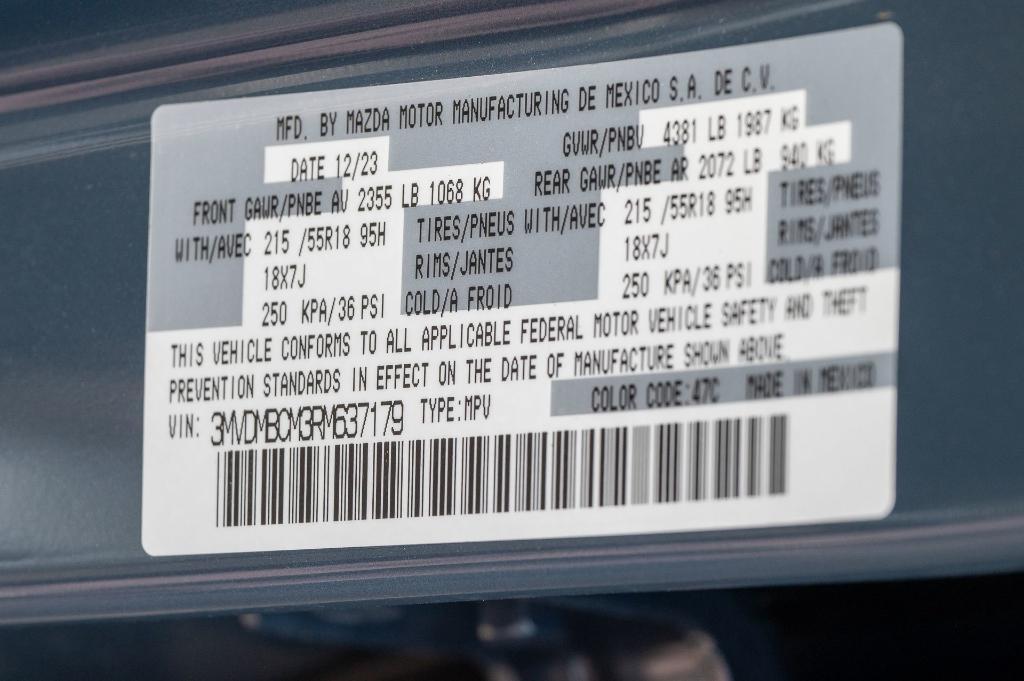 MFD. BY MAZDA MOTOR MANUFACTURING DE MEXICO S.A. DE C.V.
DATE 12/23 GVWR/PNBV 4381 LB 1987 KG
FRONT GAWR/PNBE AV 2355 LB 1068 KG REAR GAWR/PNBE AR 2072 LB 940 KG
WITH/AVEC 215 /55R18 95H TIRES/PNEUS WITH/AVEC 215 /55R18 95H TIRES/PNEUS
18X7J RIMS/JANTES 18X7J RIMS/JANTES
250 KPA/36 PSI COLD/A FROID 250 KPA/36 PSI COLD/A FROID
THIS VEHICLE CONFORMS TO ALL APPLICABLE FEDERAL MOTOR VEHICLE SAFETY AND THEFT
PREVENTION STANDARDS IN EFFECT ON THE DATE OF MANUFACTURE SHOWN ABOVE.
VIN: 3MVDMBCM3RM637179 TYPE:MPV COLOR CODE:47C MADE IN MEXICO